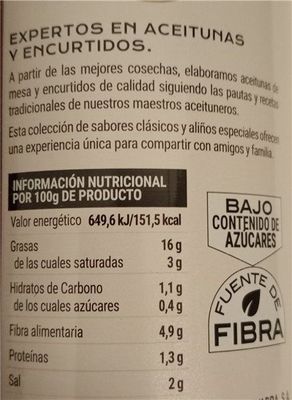 EXPERTOS EN ACEITUNAS
Y ENCURTIDOS.
A partir de las mejores cosechas, elaboramos aceitunas de
mesa y encurtidos de calidad siguiendo las pautas y recetas
tradicionales de nuestros maestros aceituneros.
Esta colección de sabores clásicos y aliños especiales ofrecen
una experiencia única para compartir con amigos y familia.
INFORMACIÓN NUTRICIONAL
POR 100g DE PRODUCTO
Valor energético 649,6 kJ/151,5 kcal
Grasas 16 g
de las cuales saturadas 3 g
Hidratos de Carbono 1,1 g
de los cuales azúcares 0,4 g
Fibra alimentaria 4,9 g
Proteínas 1,3 g
Sal 2 g
BAJO
CONTENIDO DE
AZÚCARES
FUENTE DE
FIBRA